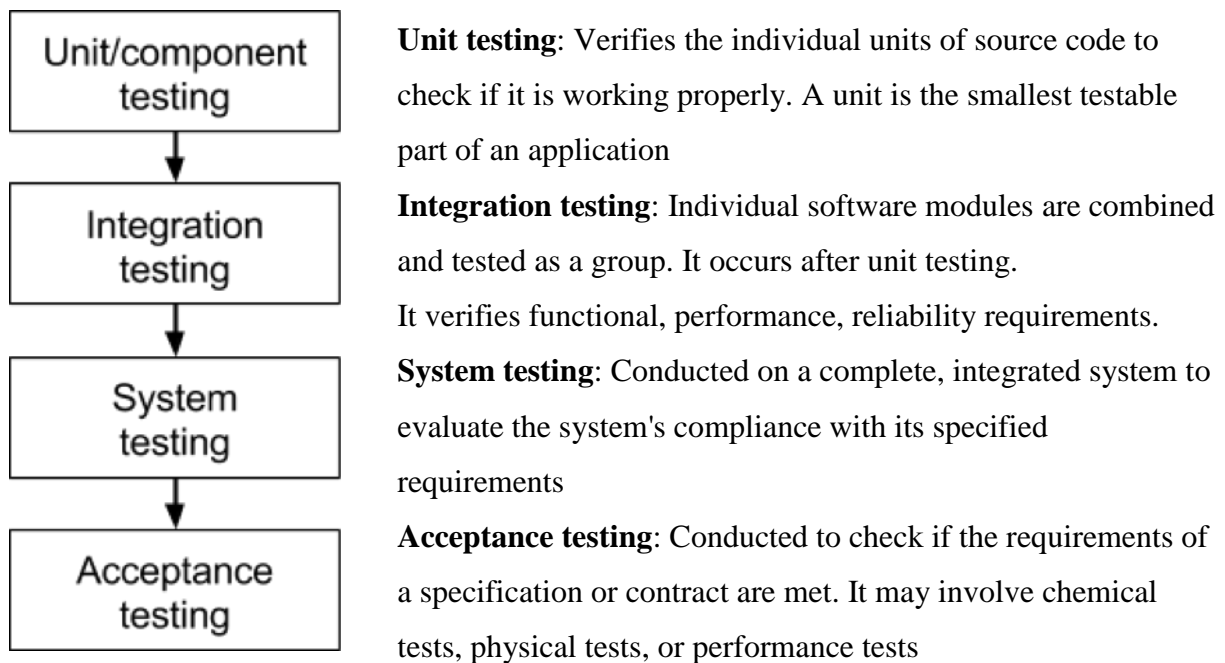 Unit/component
testing
Integration
testing
System
testing
Acceptance
testing
Unit testing: Verifies the individual units of source code to
check if it is working properly. A unit is the smallest testable
part of an application
Integration testing: Individual software modules are combined
and tested as a group. It occurs after unit testing.
It verifies functional, performance, reliability requirements.
System testing: Conducted on a complete, integrated system to
evaluate the system's compliance with its specified
requirements
Acceptance testing: Conducted to check if the requirements of
a specification or contract are met. It may involve chemical
tests, physical tests, or performance tests